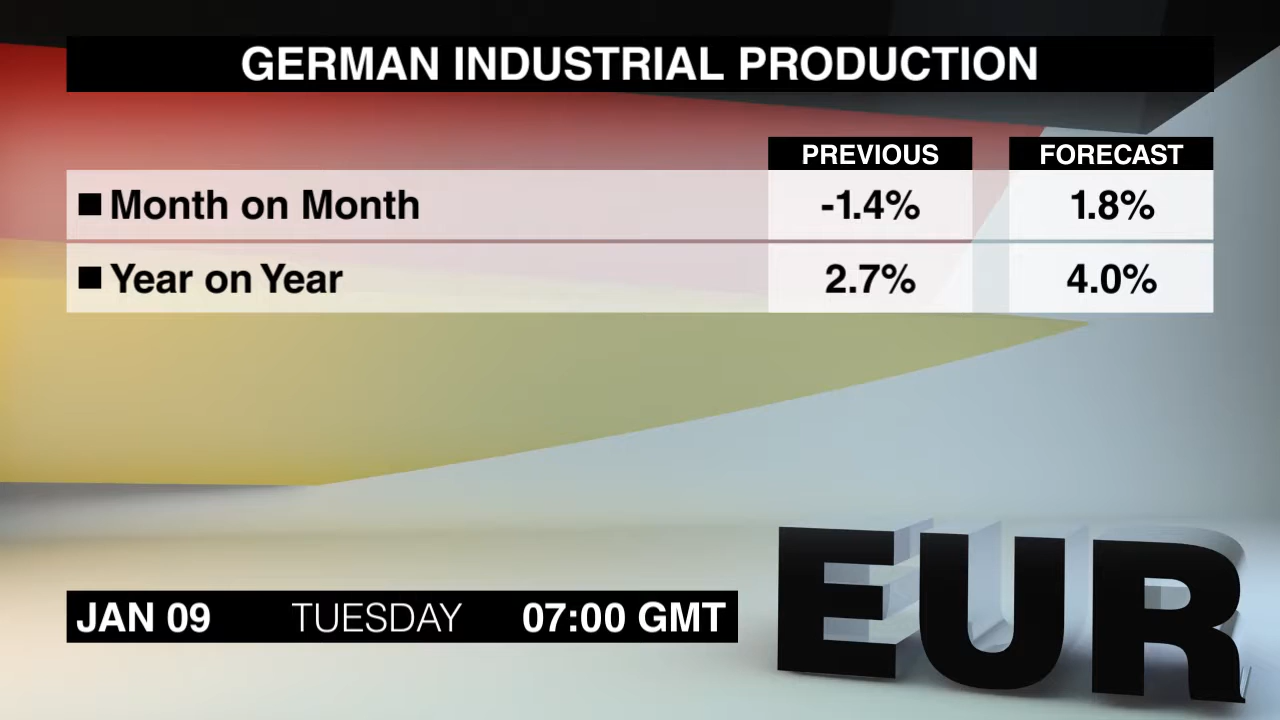 GERMAN INDUSTRIAL PRODUCTION
PREVIOUS FORECAST
■ Month on Month -1.4% 1.8%
■ Year on Year 2.7% 4.0%
JAN 09 TUESDAY 07:00 GMT
EUR